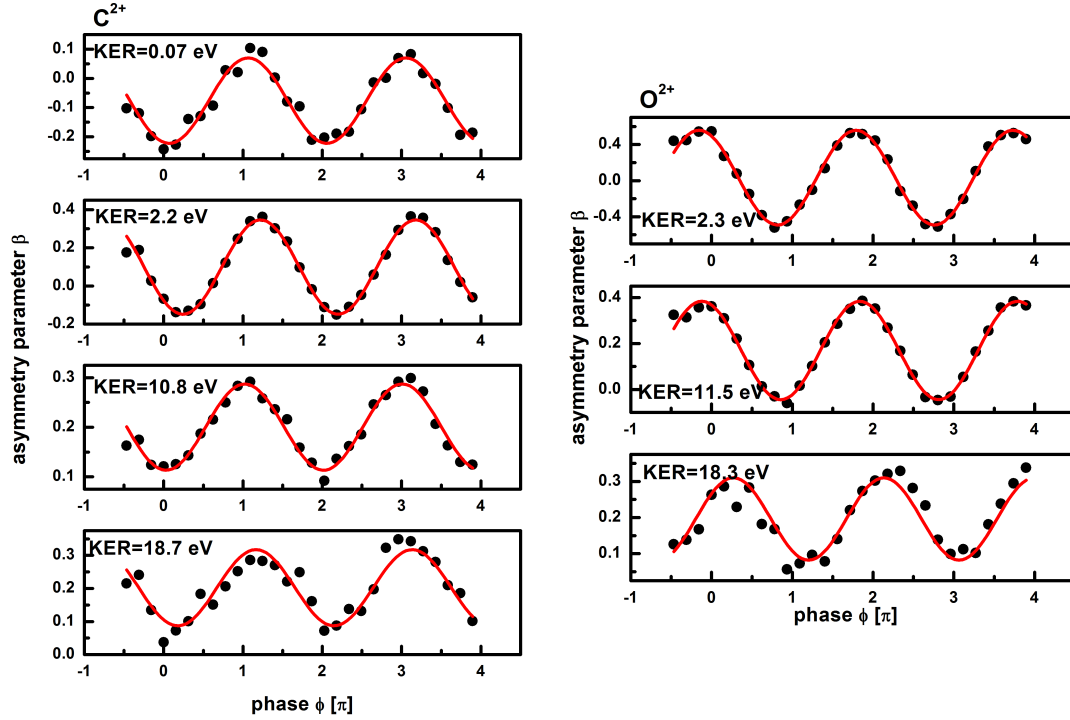 C2+
KER=0.07 eV
0.1
0.0
-0.1
-0.2
-1 0 1 2 3 4
KER=2.2 eV
0.4
0.2
0.0
-0.2
-1 0 1 2 3 4
KER=10.8 eV
0.3
0.2
0.1
-1 0 1 2 3 4
KER=18.7 eV
0.3
0.2
0.1
0.0
-1 0 1 2 3 4
asymmetry parameter β
phase ϕ [π]
O2+
0.4
0.0
-0.4
KER=2.3 eV
-1 0 1 2 3 4
0.4
0.2
0.0
KER=11.5 eV
-1 0 1 2 3 4
KER=18.3 eV
0.3
0.2
0.1
-1 0 1 2 3 4
asymmetry parameter β
phase ϕ [π]